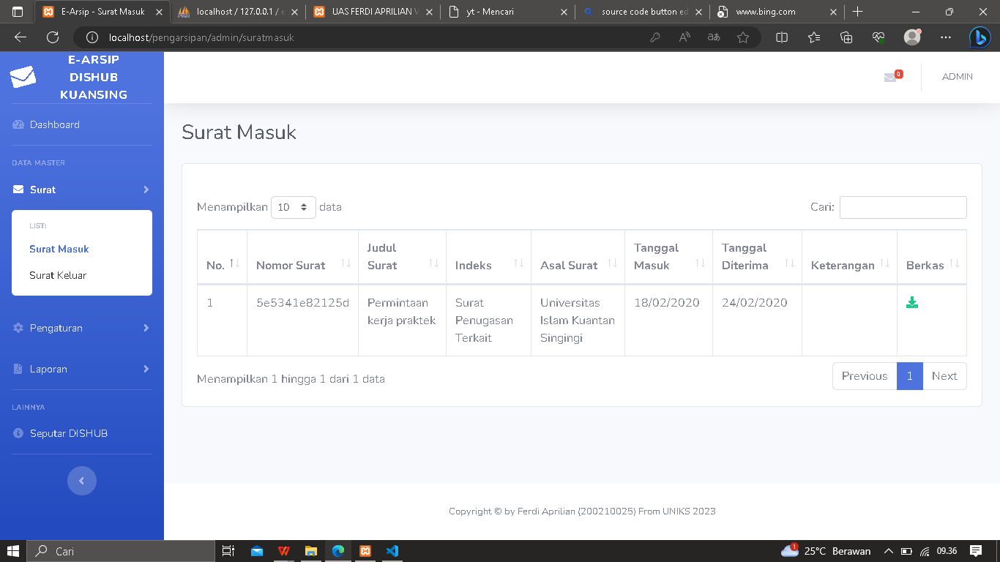 E-Arsip - Surat Masuk
localhost / 127.0.0.1 / e
UAS FERDI APRILIAN V
yt - Mencari
source code button ed
www.bing.com
localhost/pengarsipan/admin/suratmasuk
E-ARSIP
DISHUB
KUANSING
0
ADMIN
Dashboard
DATA MASTER
Surat
LIST:
Surat Masuk
Surat Keluar
Pengaturan
Laporan
LAINNYA
Seputar DISHUB
Surat Masuk
Menampilkan 10 data
Cari:
No. Nomor Surat Judul Surat Indeks Asal Surat Tanggal Masuk Tanggal Diterima Keterangan Berkas
1 5e5341e82125d Permintaan Surat Universitas 18/02/2020 24/02/2020
kerja praktek Penugasan Islam Kuantan
Terkait Singingi
Menampilkan 1 hingga 1 dari 1 data
Previous 1 Next
Copyright © by Ferdi Aprilian (200210025) From UNIKS 2023
Cari
1
25°C Berawan
09.36